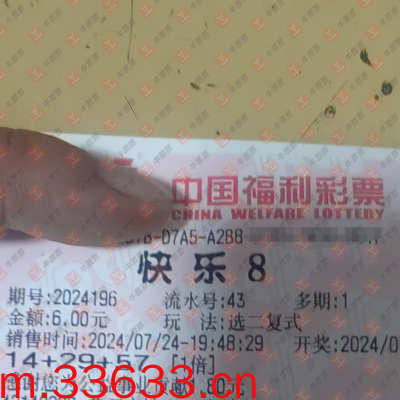 中国福利彩票
CHINA WELFARE LOTTERY
D7A5-A2B8
快乐8
期号:2024196 流水号:43 多期:1
金额:6.00元 玩 法:选二复式
销售时间:2024/07/24-19:48:29 开奖:2024/0
14+29+57 [1倍]
m.33633.cn